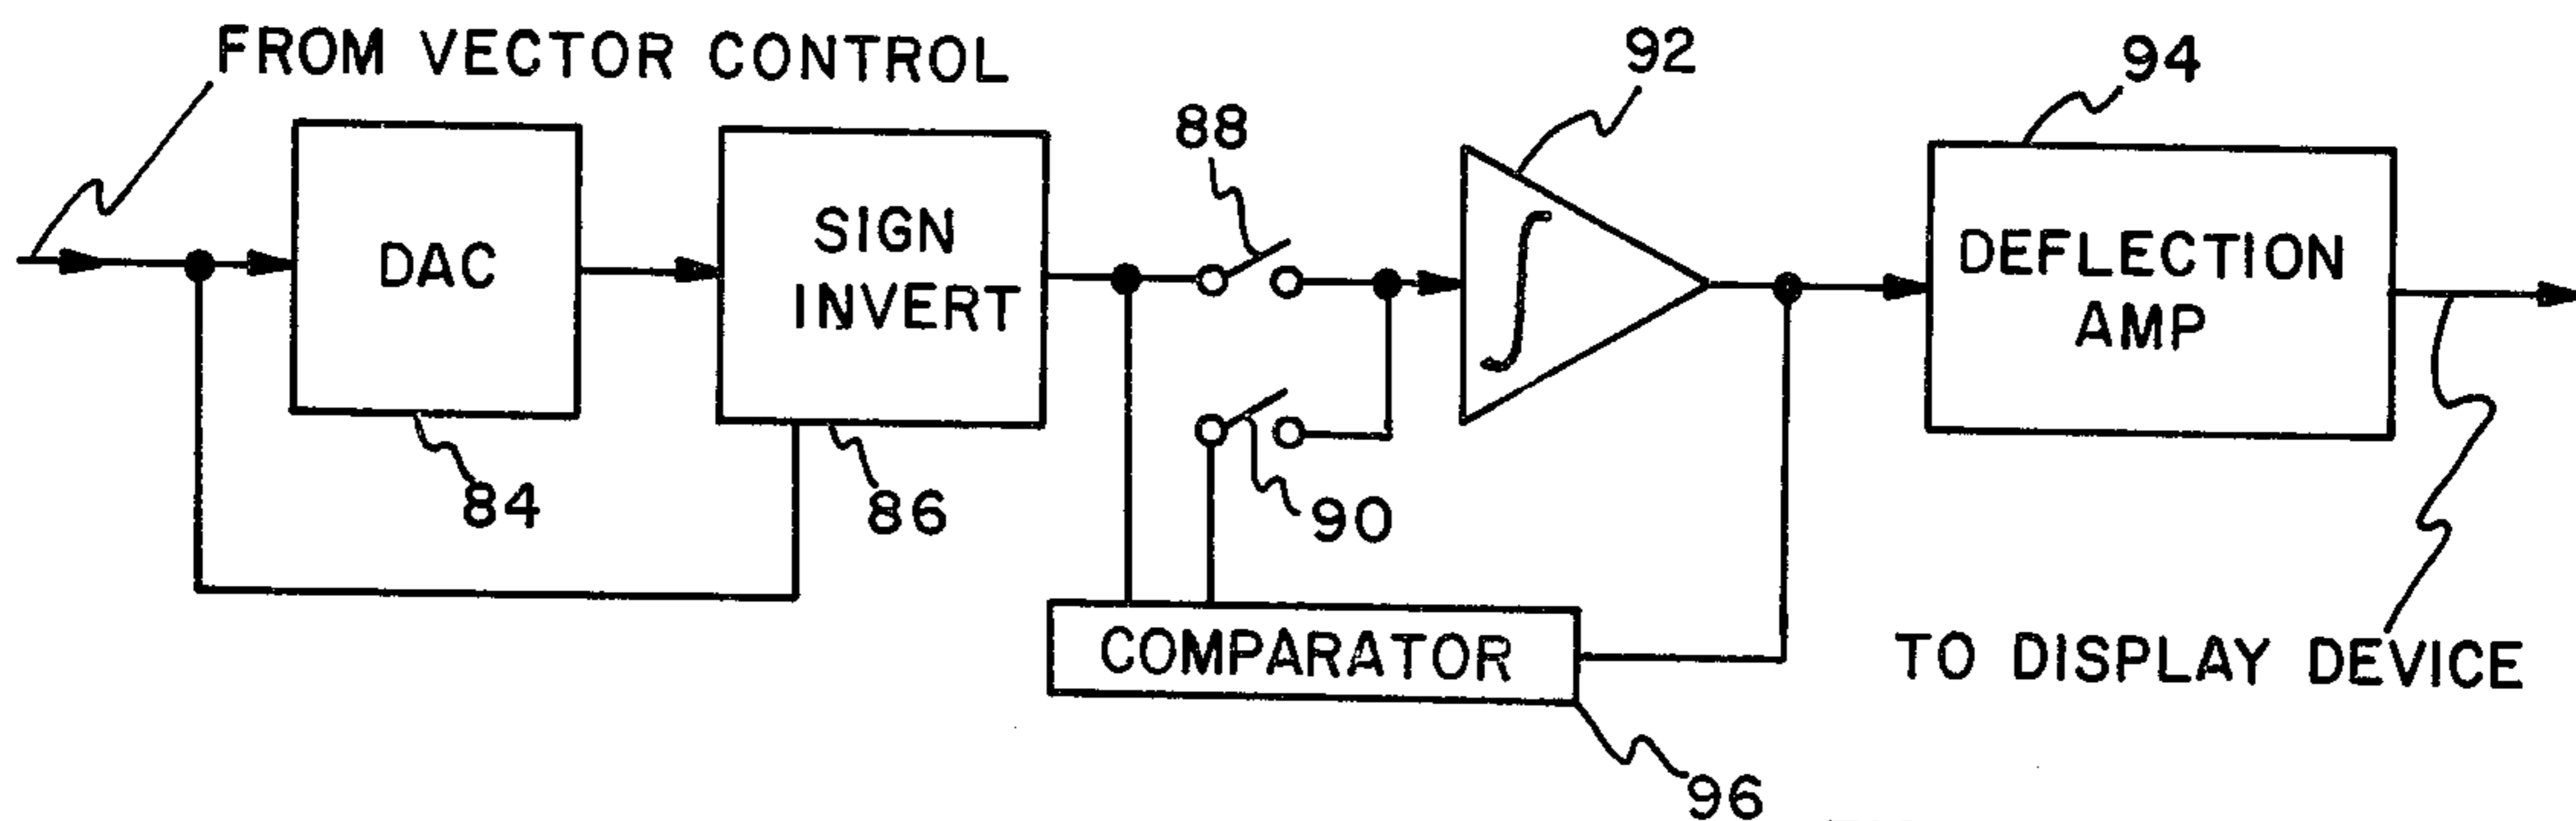 FROM VECTOR CONTROL
92
94
88
DAC
SIGN
INVERT
∫
DEFLECTION
AMP
84
86
90
COMPARATOR
TO DISPLAY DEVICE
96